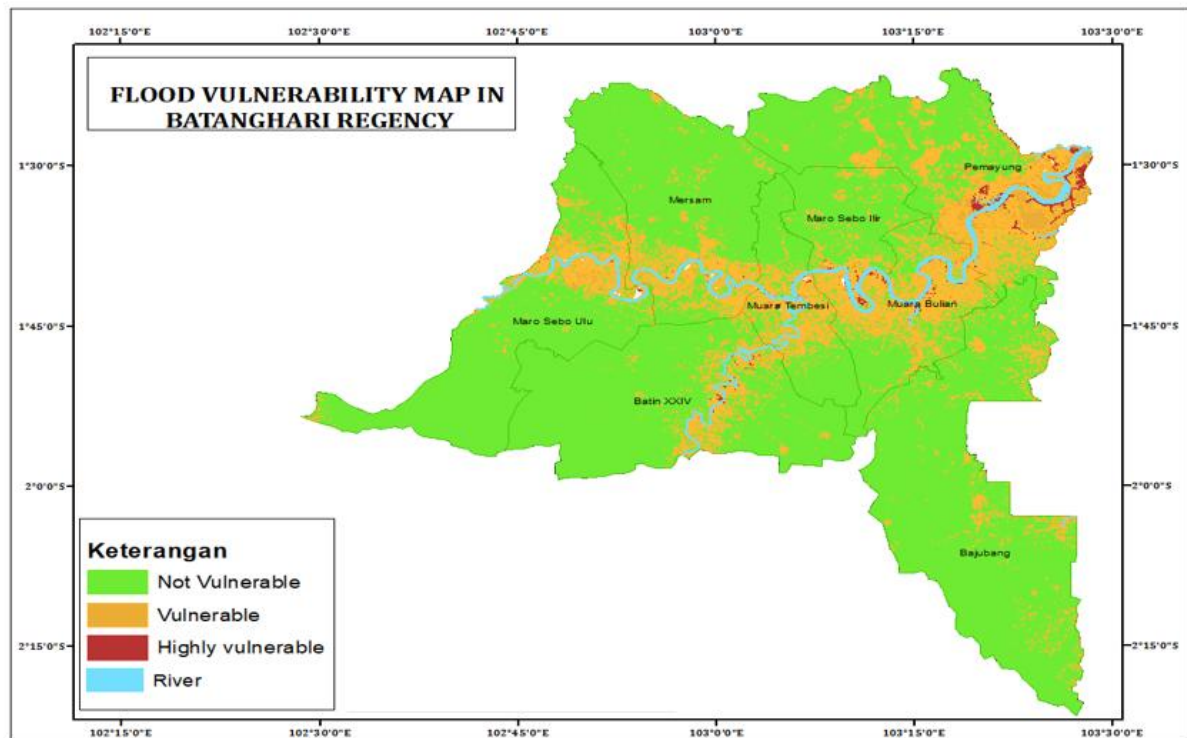 102°15'0"E 102°30'0"E 102°45'0"E 103°0'0"E 103°15'0"E 103°30'0"E
FLOOD VULNERABILITY MAP IN
BATANGHARI REGENCY
1°30'0"S 1°30'0"S
Pemayung
Mersam
Maro Sebo Ilir
Muara Tembesi
Muara Bulian
Maro Sebo Ulu
1°45'0"S 1°45'0"S
Batin XXIV
2°0'0"S 2°0'0"S
Keterangan
Not Vulnerable
Vulnerable
Highly vulnerable
River
Bajubang
2°15'0"S 2°15'0"S
102°15'0"E 102°30'0"E 102°45'0"E 103°0'0"E 103°15'0"E 103°30'0"E